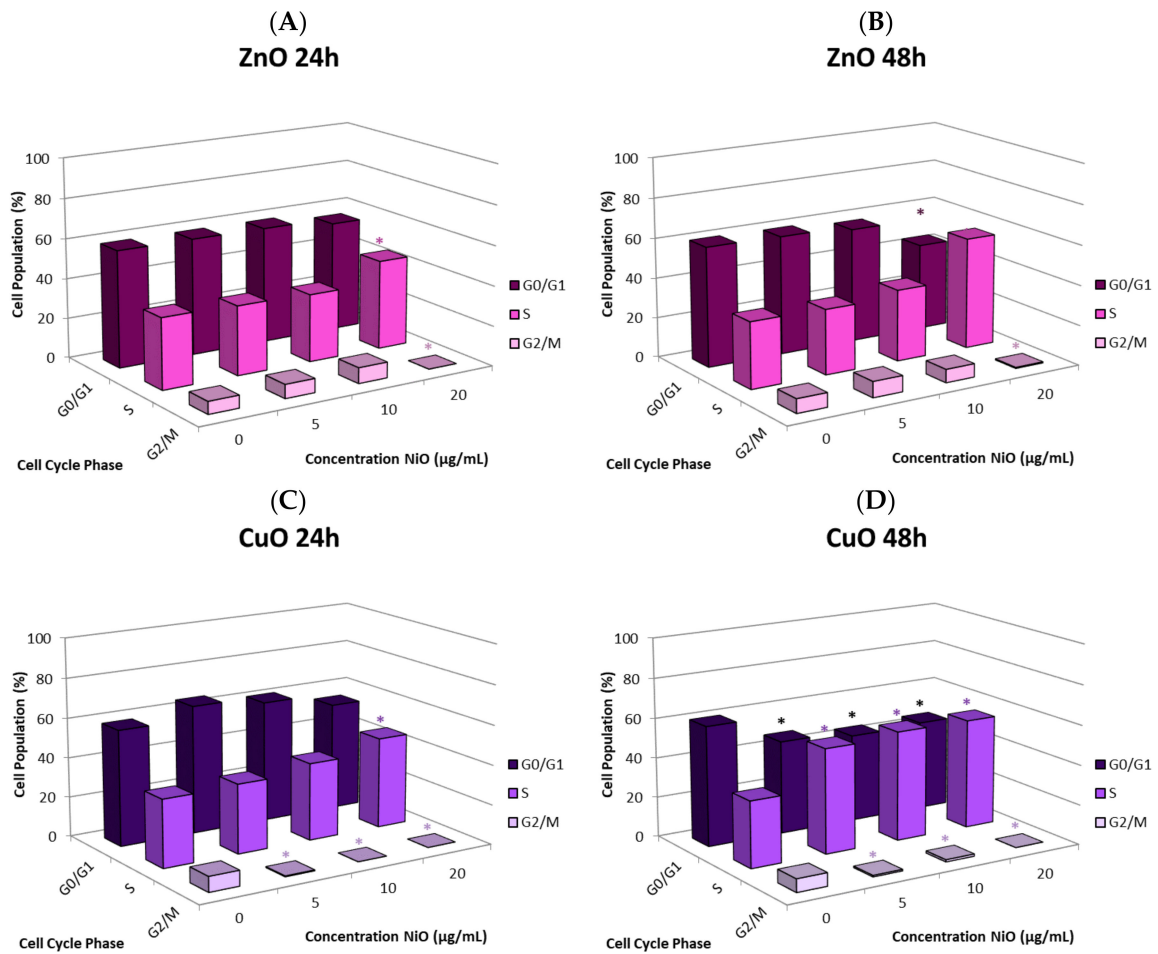 (A)
ZnO 24h
Cell Population (%)
100
80
60
40
20
0
*
*
G0/G1
S
G2/M
G0/G1
S
G2/M
0
5
10
20
Cell Cycle Phase
Concentration NiO (µg/mL)
(B)
ZnO 48h
Cell Population (%)
100
80
60
40
20
0
*
*
G0/G1
S
G2/M
G0/G1
S
G2/M
0
5
10
20
Cell Cycle Phase
Concentration NiO (µg/mL)
(C)
CuO 24h
Cell Population (%)
100
80
60
40
20
0
*
*
*
*
G0/G1
S
G2/M
G0/G1
S
G2/M
0
5
10
20
Cell Cycle Phase
Concentration NiO (µg/mL)
(D)
CuO 48h
Cell Population (%)
100
80
60
40
20
0
*
*
*
*
*
*
*
*
*
G0/G1
S
G2/M
G0/G1
S
G2/M
0
5
10
20
Cell Cycle Phase
Concentration NiO (µg/mL)